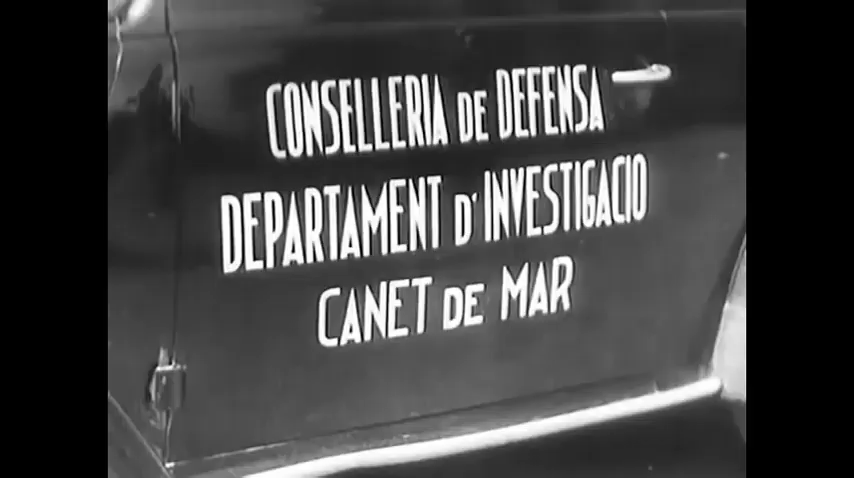 CONSELLERIA DE DEFENSA
DEPARTAMENT D'INVESTIGACIO
CANET DE MAR